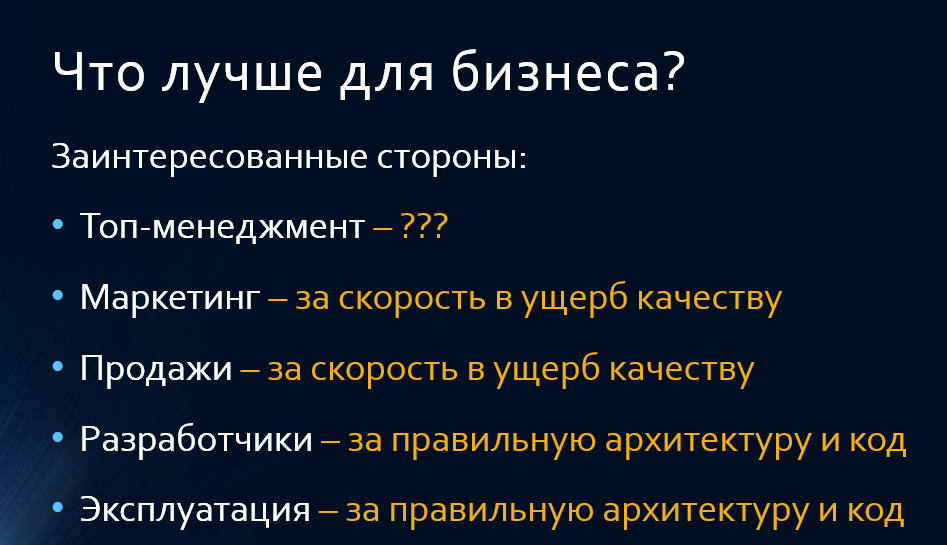 Что лучше для бизнеса?
Заинтересованные стороны:
• Топ-менеджмент – ???
• Маркетинг – за скорость в ущерб качеству
• Продажи – за скорость в ущерб качеству
• Разработчики – за правильную архитектуру и код
• Эксплуатация – за правильную архитектуру и код